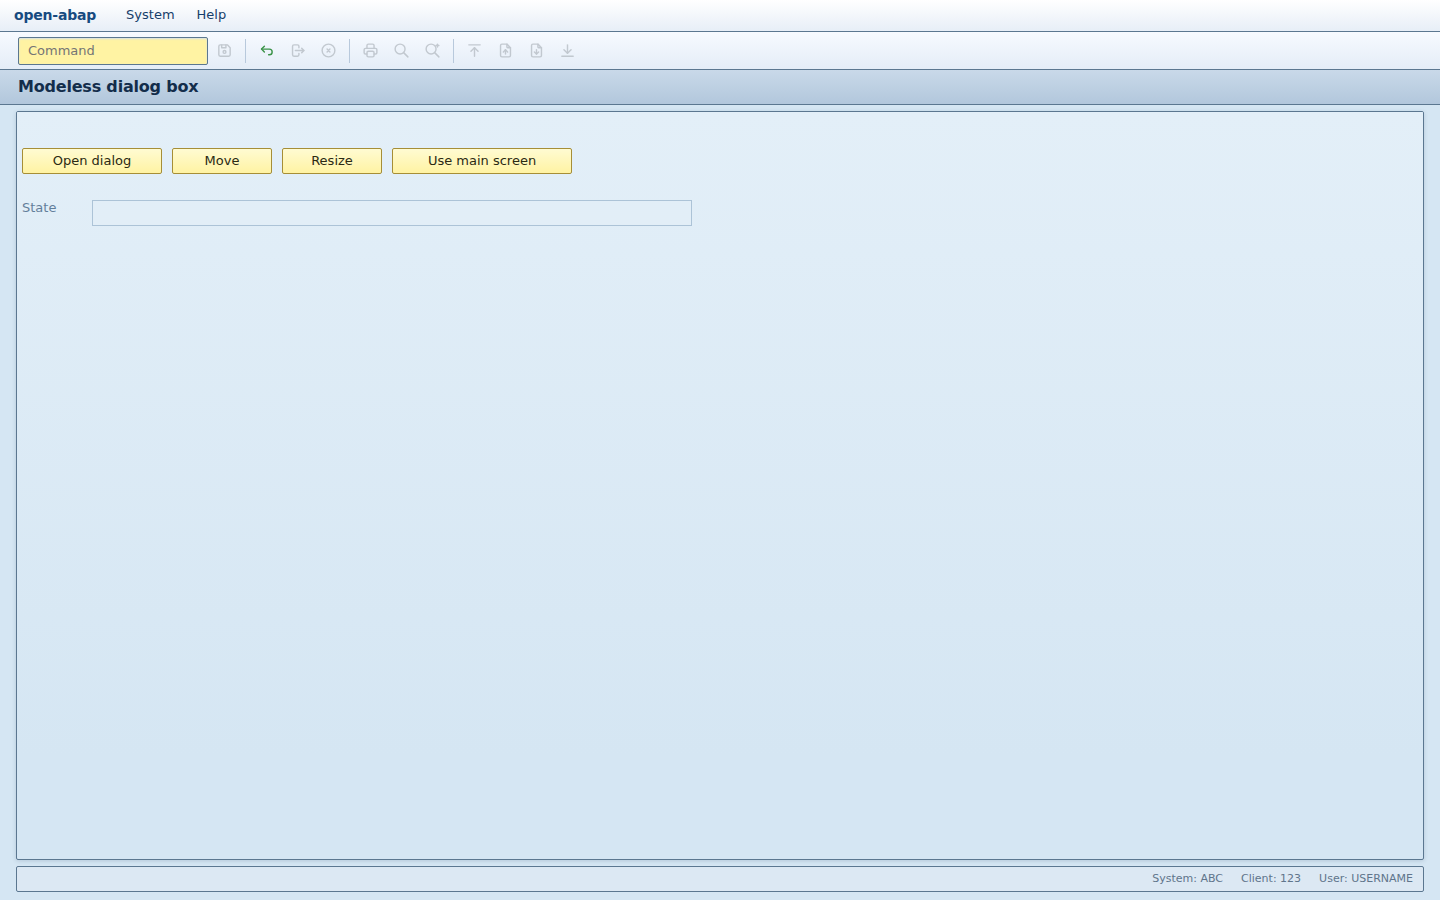 open-abap System Help
Command
Modeless dialog box
Open dialog Move Resize Use main screen
State
System: ABC Client: 123 User: USERNAME